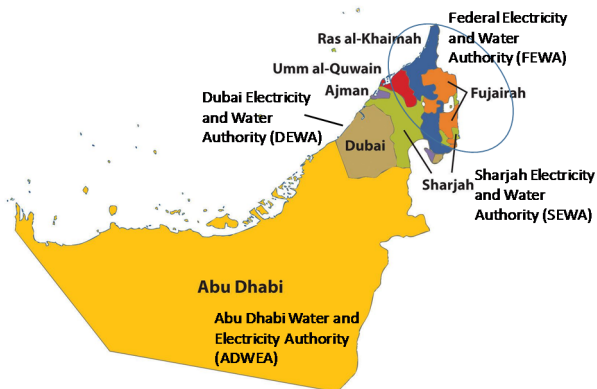 Federal Electricity
and Water
Authority (FEWA)
Ras al-Khaimah
Umm al-Quwain
Ajman
Fujairah
Dubai Electricity
and Water
Authority (DEWA)
Dubai
Sharjah
Sharjah Electricity
and Water
Authority (SEWA)
Abu Dhabi
Abu Dhabi Water and
Electricity Authority
(ADWEA)